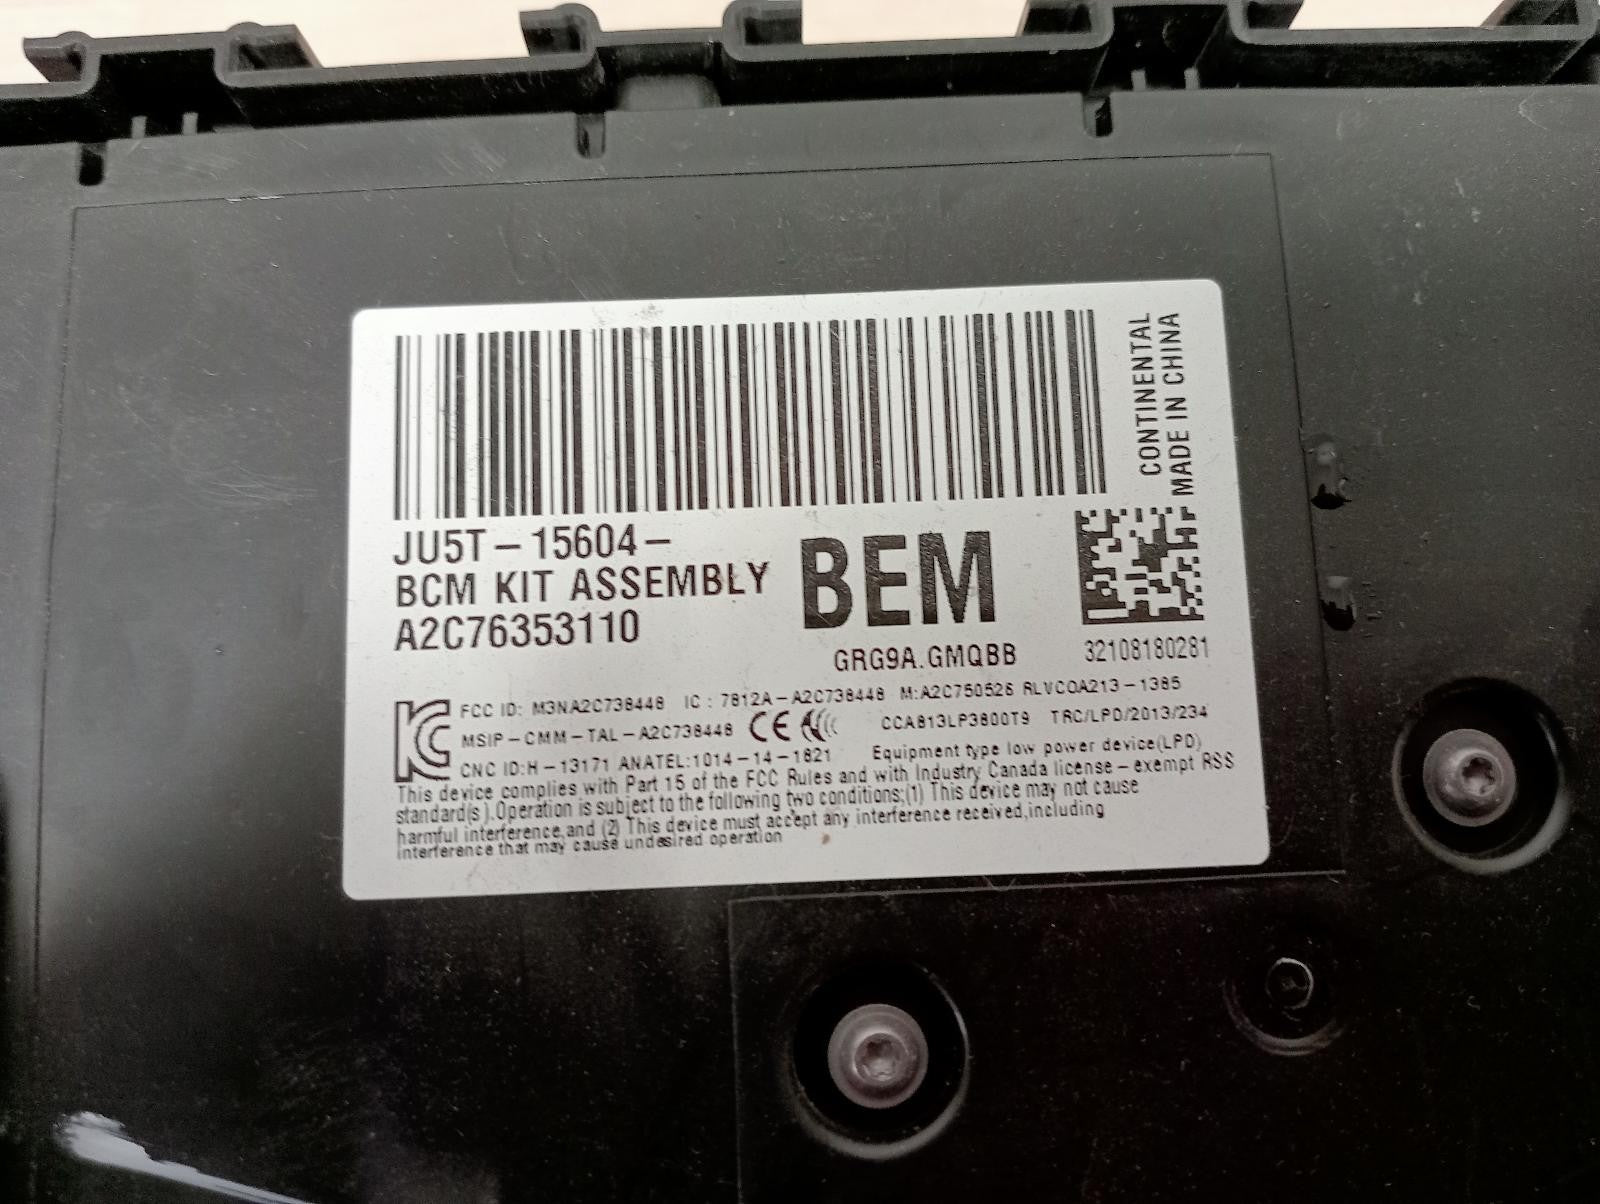 CONTINENTAL
MADE IN CHINA
JU5T-15604-
BCM KIT ASSEMBLY
A2C76353110
BEM
GRG9A.GMQBB
32108180281
FCC ID: M3NA2C738448 IC: 7812A-A2C738448 M:A2C750526 RLVCOA213-1385
MSIP-CMM-TAL-A2C738448 CE CCAB13LP3800T9 TRC/LPD/2013/234
CNC ID:H-13171 ANATEL:1014-14-1821 Equipment type low power device(LPD)
This device complies with Part 15 of the FCC Rules and with Industry Canada license-exempt RSS
standard(s).Operation is subject to the following two conditions;(1) This device may not cause
harmful interference,and (2) This device must accept any interference received,including
interference that may cause undesired operation